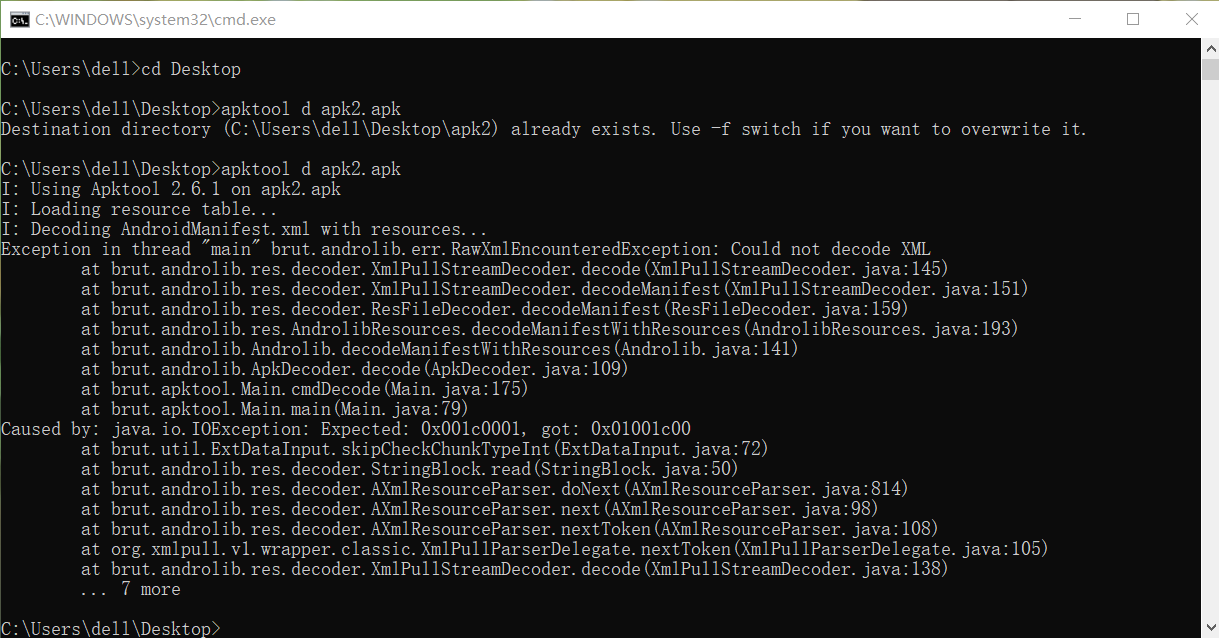 C:\WINDOWS\system32\cmd.exe
C:\Users\dell>cd Desktop
C:\Users\dell\Desktop>apktool d apk2.apk
Destination directory (C:\Users\dell\Desktop\apk2) already exists. Use -f switch if you want to overwrite it.
C:\Users\dell\Desktop>apktool d apk2.apk
I: Using Apktool 2.6.1 on apk2.apk
I: Loading resource table...
I: Decoding AndroidManifest.xml with resources...
Exception in thread "main" brut.androlib.err.RawXmlEncounteredException: Could not decode XML
        at brut.androlib.res.decoder.XmlPullStreamDecoder.decode(XmlPullStreamDecoder.java:145)
        at brut.androlib.res.decoder.XmlPullStreamDecoder.decodeManifest(XmlPullStreamDecoder.java:151)
        at brut.androlib.res.decoder.ResFileDecoder.decodeManifest(ResFileDecoder.java:159)
        at brut.androlib.res.AndrolibResources.decodeManifestWithResources(AndrolibResources.java:193)
        at brut.androlib.Androlib.decodeManifestWithResources(Androlib.java:141)
        at brut.androlib.ApkDecoder.decode(ApkDecoder.java:109)
        at brut.apktool.Main.cmdDecode(Main.java:175)
        at brut.apktool.Main.main(Main.java:79)
Caused by: java.io.IOException: Expected: 0x001c0001, got: 0x01001c00
        at brut.util.ExtDataInput.skipCheckChunkTypeInt(ExtDataInput.java:72)
        at brut.androlib.res.decoder.StringBlock.read(StringBlock.java:50)
        at brut.androlib.res.decoder.AXmlResourceParser.doNext(AXmlResourceParser.java:814)
        at brut.androlib.res.decoder.AXmlResourceParser.next(AXmlResourceParser.java:98)
        at brut.androlib.res.decoder.AXmlResourceParser.nextToken(AXmlResourceParser.java:108)
        at org.xmlpull.v1.wrapper.classic.XmlPullParserDelegate.nextToken(XmlPullParserDelegate.java:105)
        at brut.androlib.res.decoder.XmlPullStreamDecoder.decode(XmlPullStreamDecoder.java:138)
        ... 7 more
C:\Users\dell\Desktop>